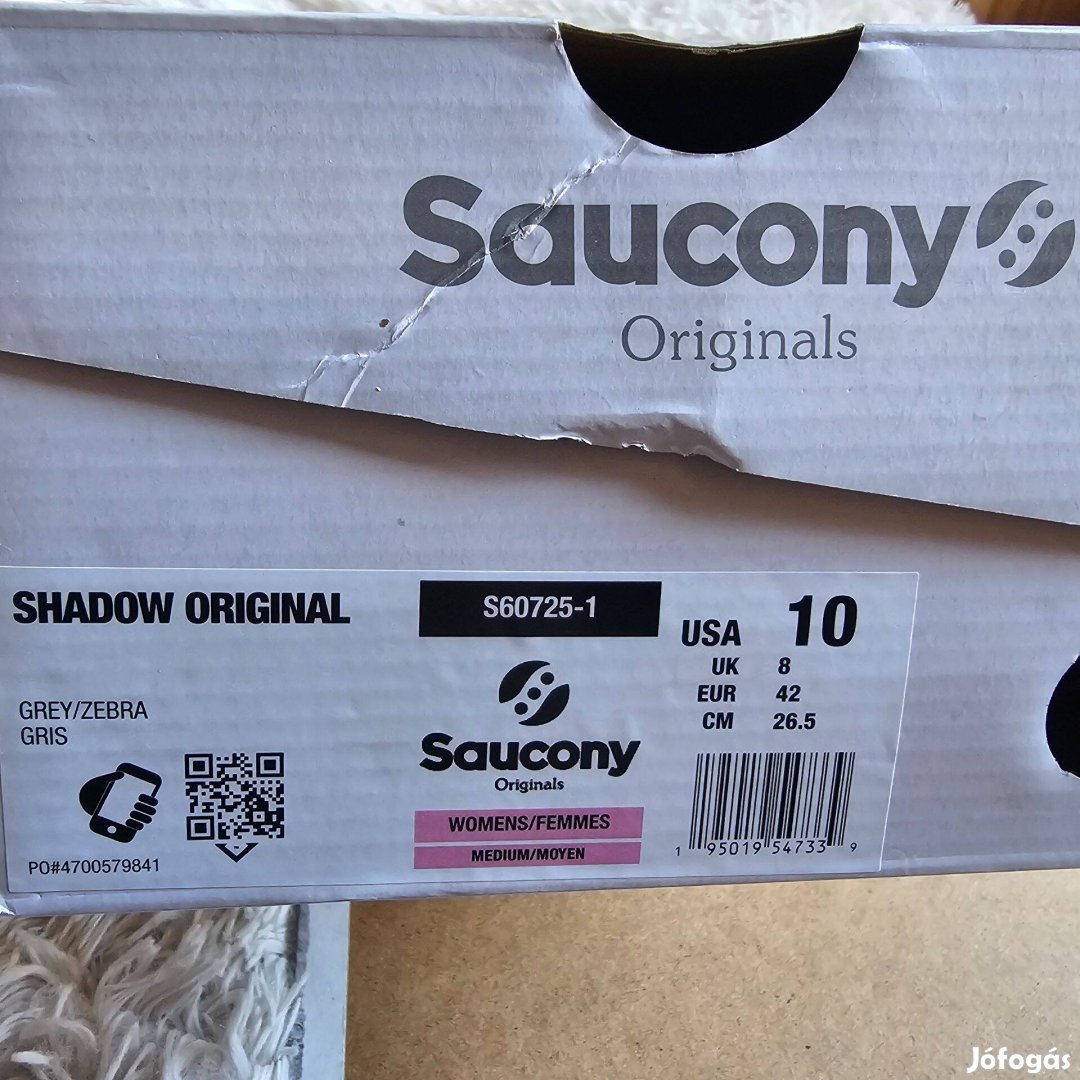 Saucony
Originals
SHADOW ORIGINAL
S60725-1
USA 10
UK 8
EUR 42
CM 26.5
GREY/ZEBRA
GRIS
Saucony
Originals
WOMENS/FEMMES
MEDIUM/MOYEN
PO#4700579841
1 95019 54733 9
Jófogás